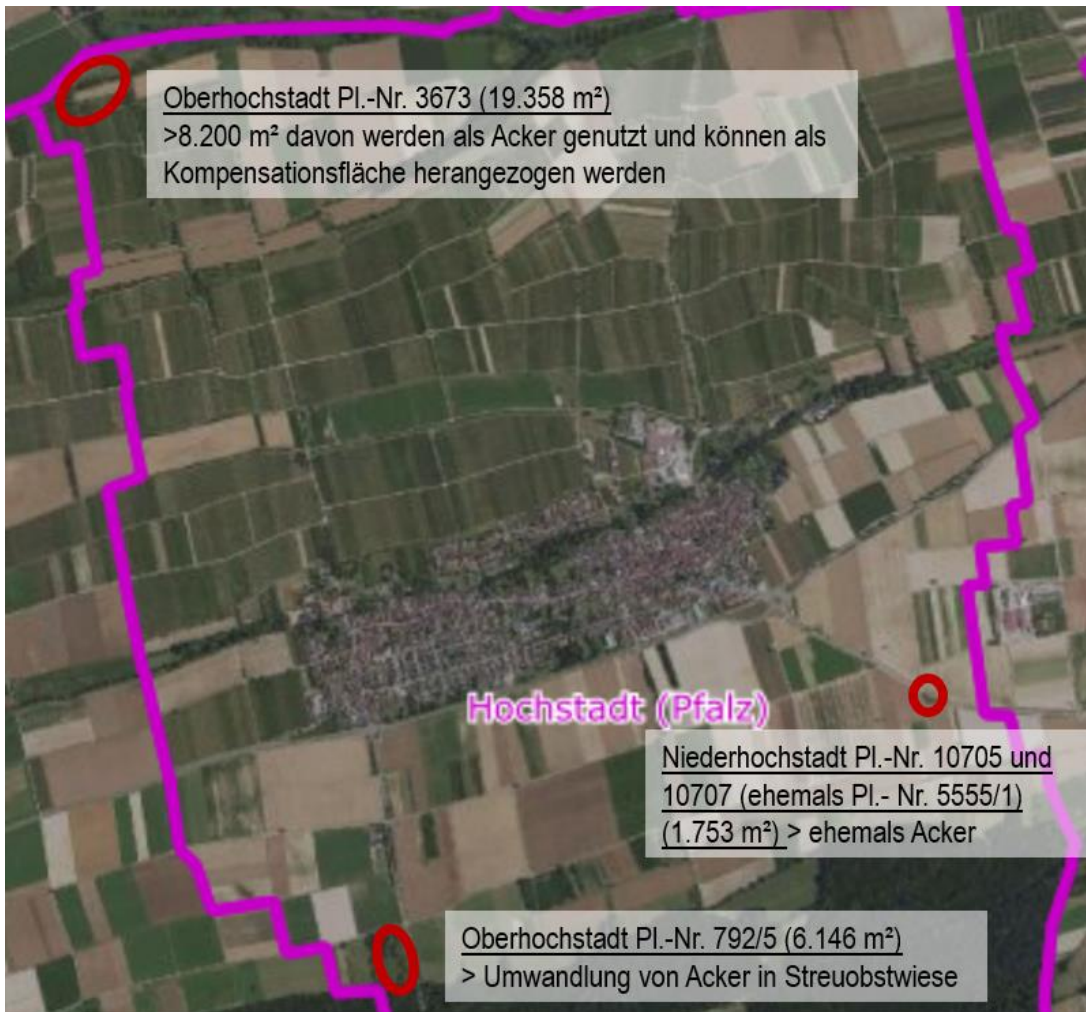 Oberhochstadt Pl.-Nr. 3673 (19.358 m²)
>8.200 m² davon werden als Acker genutzt und können als
Kompensationsfläche herangezogen werden
Hochstadt (Pfalz)
Niederhochstadt Pl.-Nr. 10705 und
10707 (ehemals Pl.- Nr. 5555/1)
(1.753 m²) > ehemals Acker
Oberhochstadt Pl.-Nr. 792/5 (6.146 m²)
> Umwandlung von Acker in Streuobstwiese